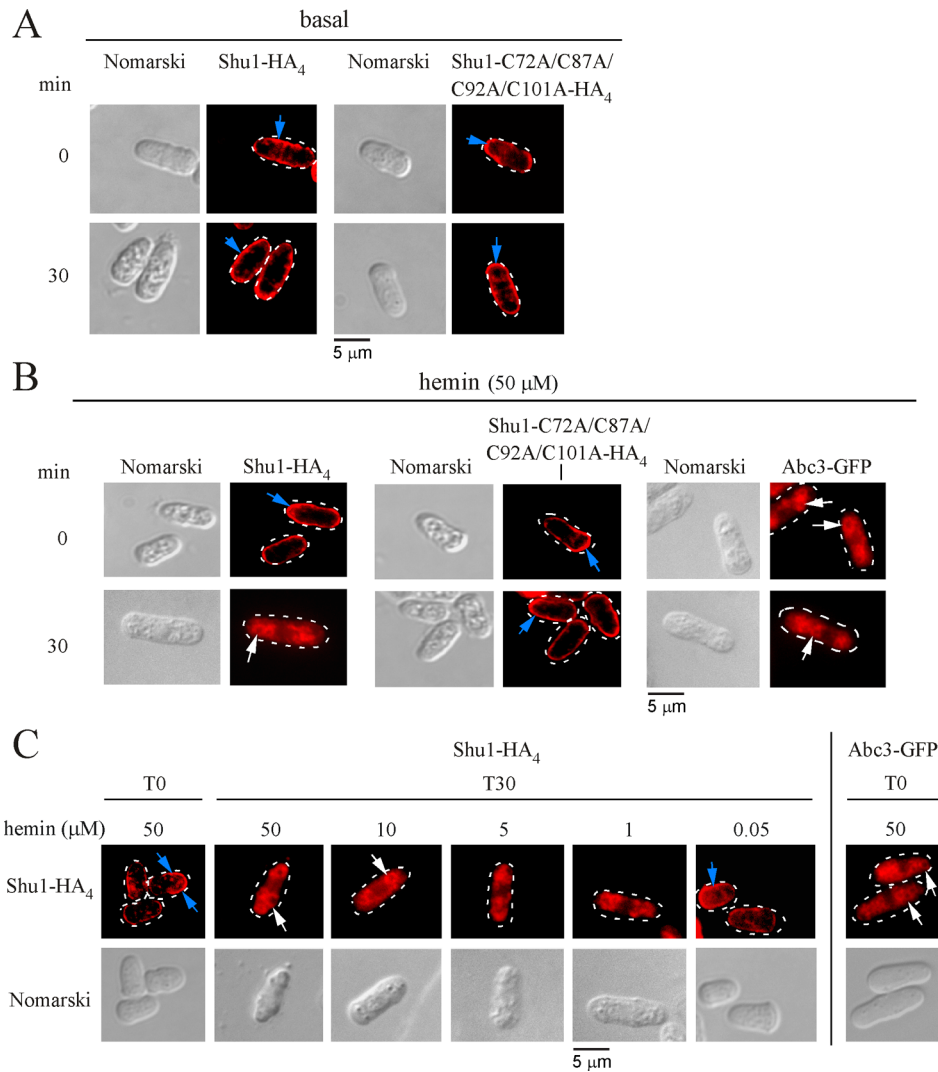 A
basal
Nomarski Shu1-HA4 Nomarski Shu1-C72A/C87A/
C92A/C101A-HA4
min
0
30
5 μm
B
hemin (50 μM)
Shu1-C72A/C87A/
C92A/C101A-HA4
min Nomarski Shu1-HA4 Nomarski Nomarski Abc3-GFP
0
30
5 μm
C
Shu1-HA4 Abc3-GFP
T0 T30 T0
hemin (μM) 50 50 10 5 1 0.05 50
Shu1-HA4
Nomarski
5 μm